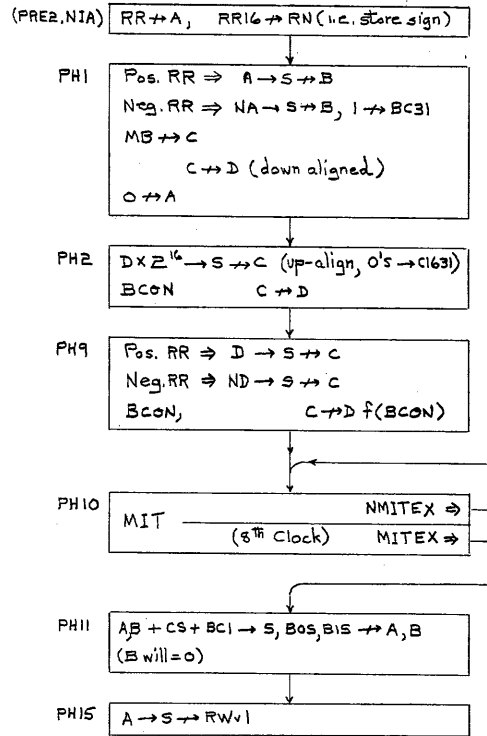 (PRE2,NIA) RR↛A, RR16↛RN (i.e. store sign)
PH1
Pos. RR ⇒ A→S↛B
Neg. RR ⇒ NA→S↛B, 1↛BC31
MB↛C
C↛D (down aligned)
0↛A
PH2
D×2^16→S↛C (up-align, 0's→C1631)
BCON C↛D
PH9
Pos. RR ⇒ D→S↛C
Neg. RR ⇒ ND→S↛C
BCON, C↛D f(BCON)
PH10
MIT
NMITEX ⇒
(8th Clock) MITEX ⇒
PH11
A,B + CS + BC1→S, BOS, B1S↛A, B
(B will=0)
PH15
A→S↛RWv1